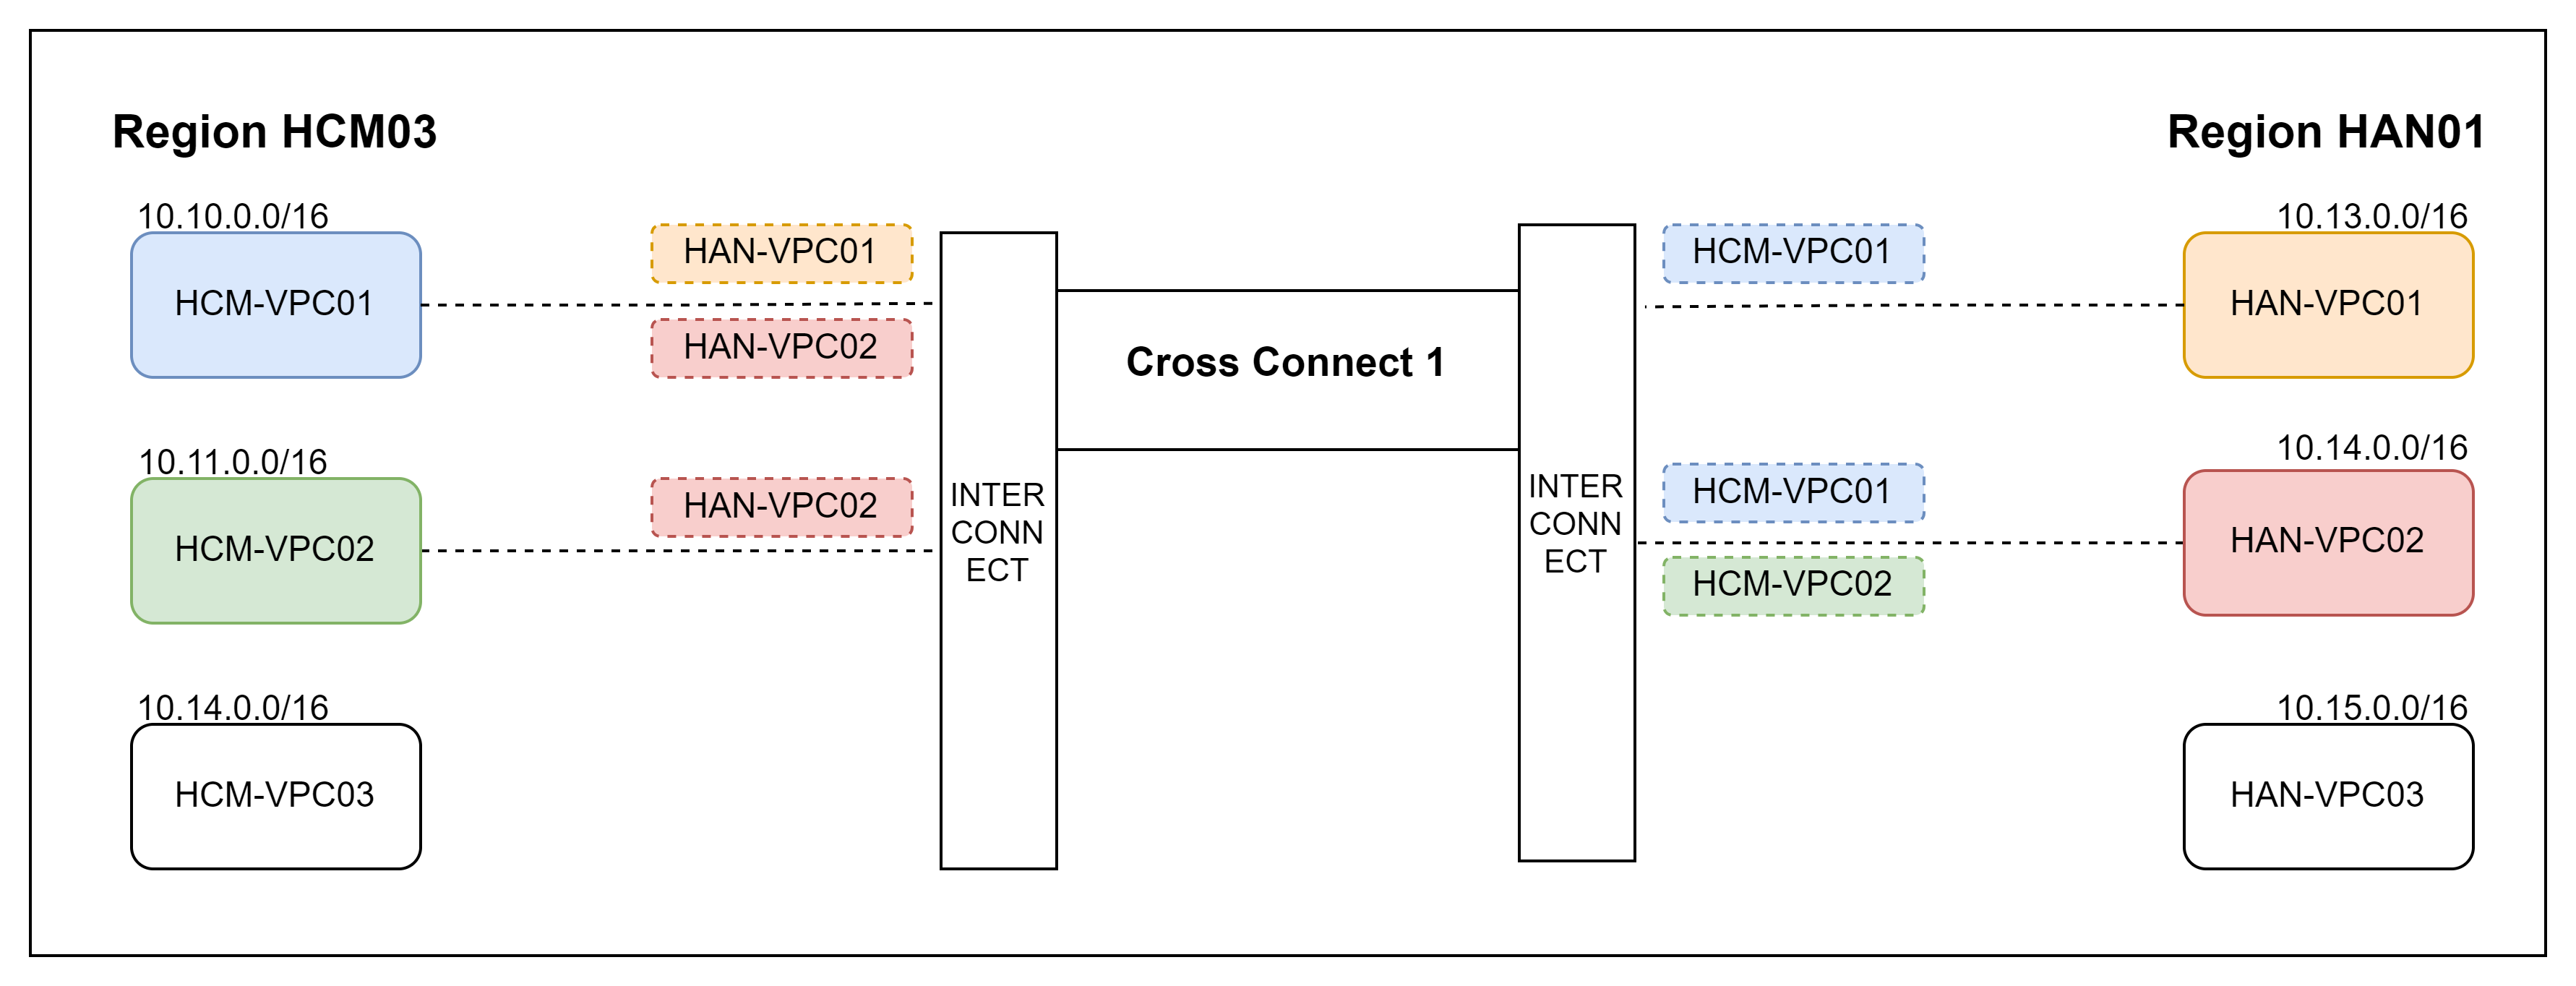 Region HCM03
Region HAN01
10.10.0.0/16
HCM-VPC01
HAN-VPC01
HAN-VPC02
10.11.0.0/16
HCM-VPC02
HAN-VPC02
10.14.0.0/16
HCM-VPC03
INTER
CONN
ECT
Cross Connect 1
INTER
CONN
ECT
HCM-VPC01
10.13.0.0/16
HAN-VPC01
HCM-VPC01
HCM-VPC02
10.14.0.0/16
HAN-VPC02
10.15.0.0/16
HAN-VPC03